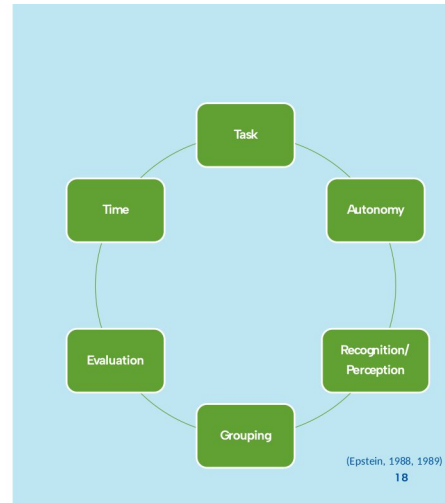 Task
Time
Autonomy
Evaluation
Recognition/
Perception
Grouping
(Epstein, 1988, 1989)
18